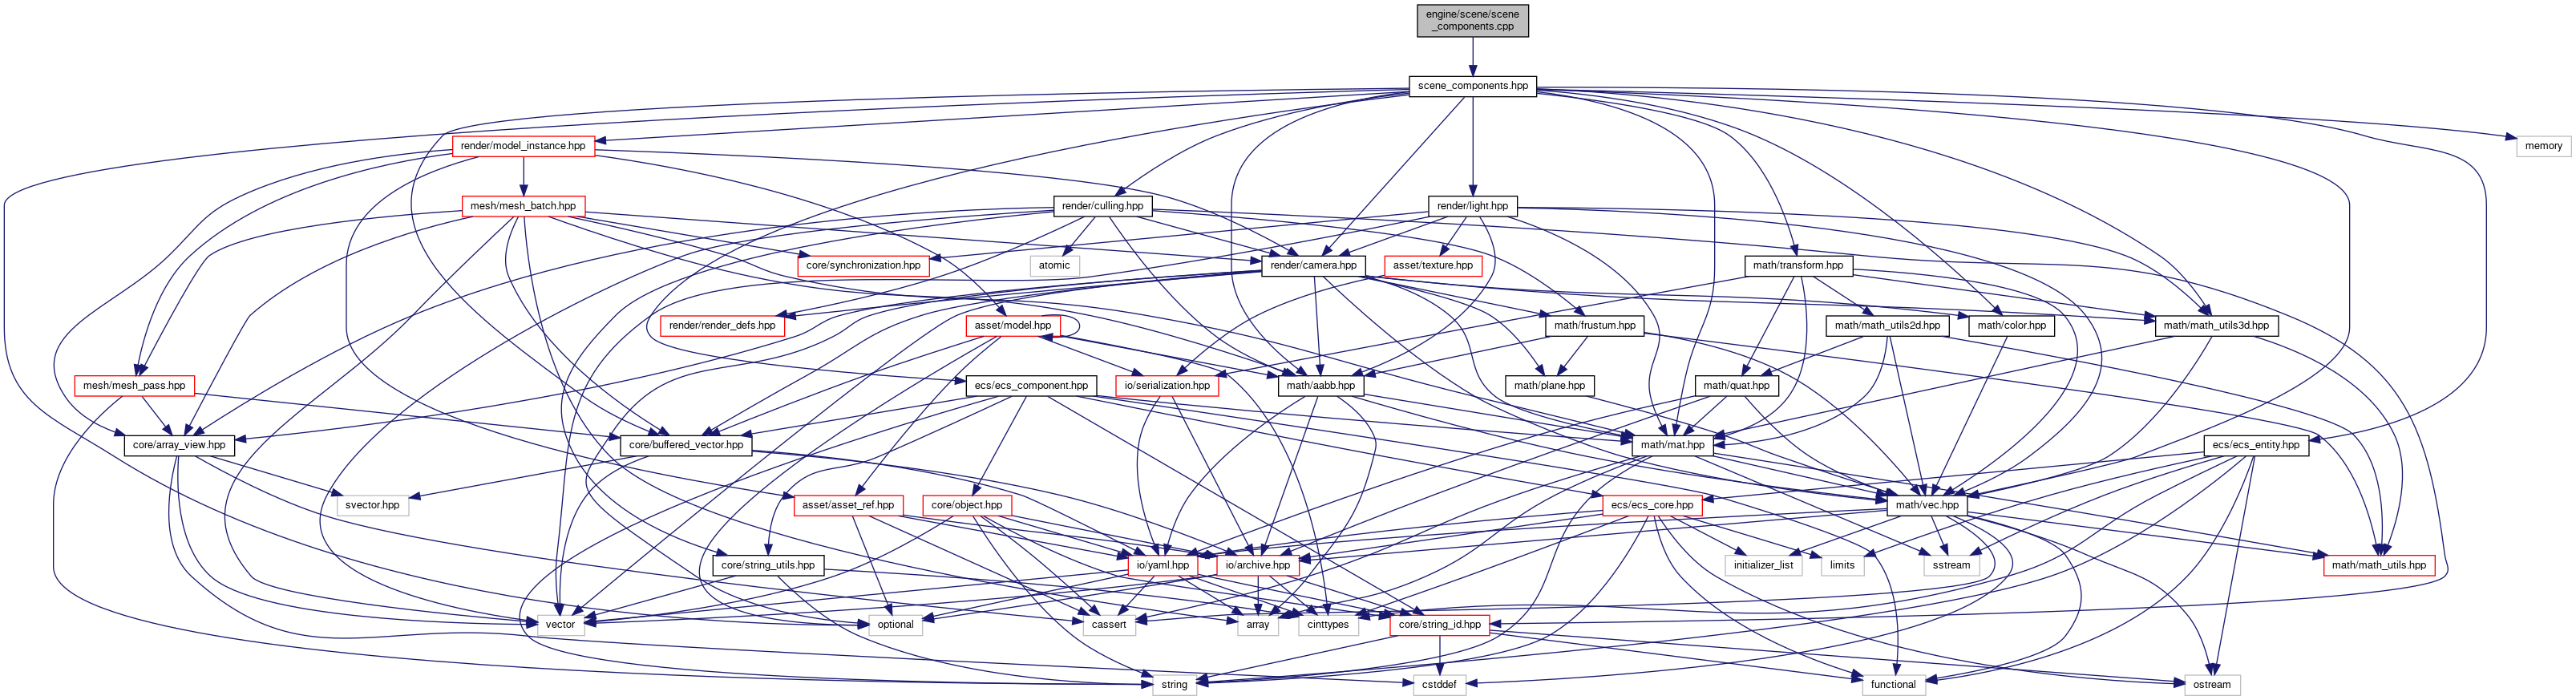 engine/scene/scene
_components.cpp
scene_components.hpp
render/model_instance.hpp
memory
mesh/mesh_batch.hpp
render/culling.hpp
render/light.hpp
core/synchronization.hpp
atomic
render/camera.hpp
asset/texture.hpp
math/transform.hpp
render/render_defs.hpp
asset/model.hpp
math/frustum.hpp
math/math_utils2d.hpp
math/color.hpp
math/math_utils3d.hpp
mesh/mesh_pass.hpp
ecs/ecs_component.hpp
io/serialization.hpp
math/aabb.hpp
math/plane.hpp
math/quat.hpp
core/array_view.hpp
core/buffered_vector.hpp
math/mat.hpp
ecs/ecs_entity.hpp
svector.hpp
asset/asset_ref.hpp
core/object.hpp
ecs/ecs_core.hpp
math/vec.hpp
core/string_utils.hpp
io/yaml.hpp
io/archive.hpp
initializer_list
limits
sstream
math/math_utils.hpp
vector
optional
cassert
array
cinttypes
core/string_id.hpp
string
cstddef
functional
ostream